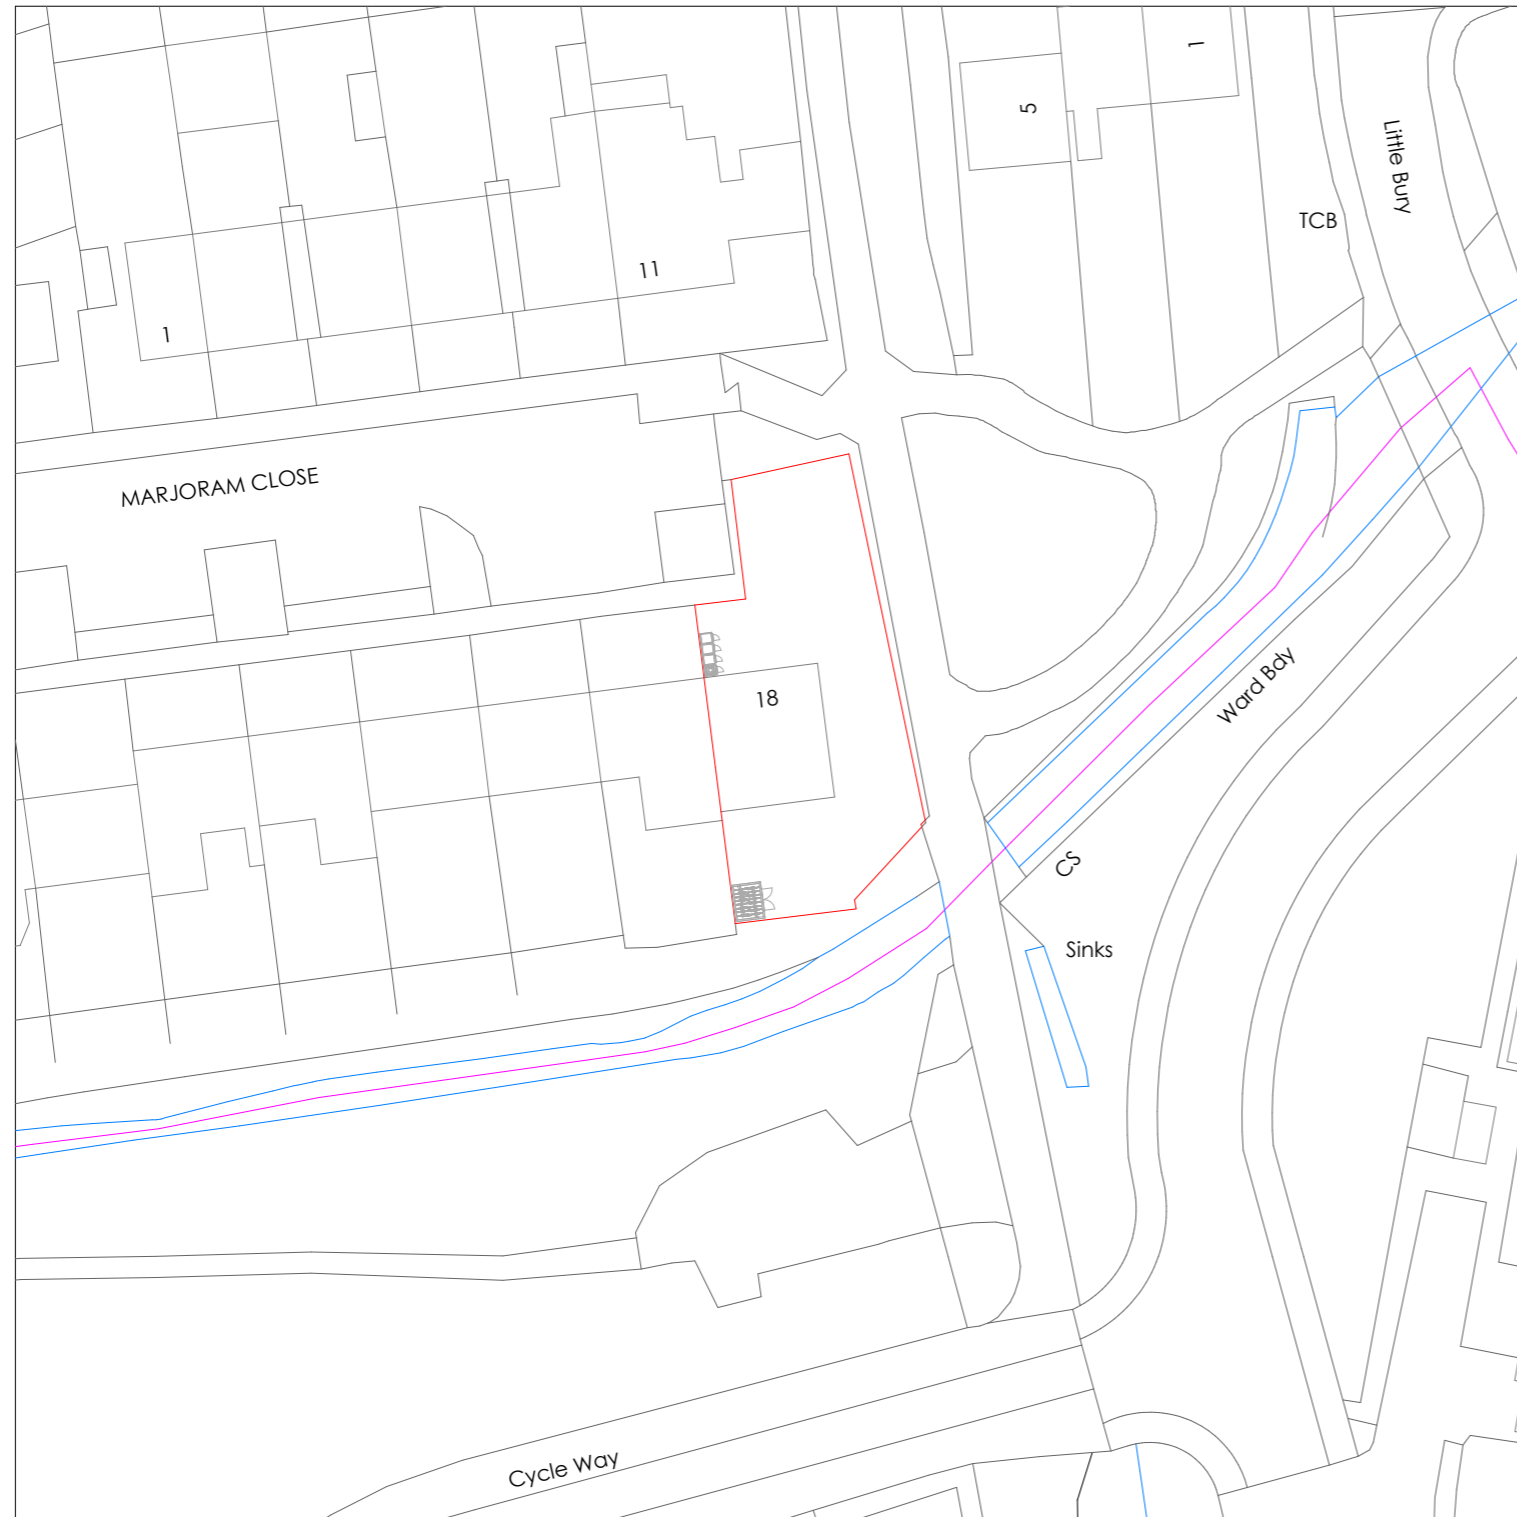 1
5
Little Bury
TCB
11
1
MARJORAM CLOSE
18
Ward Bdy
CS
Sinks
Cycle Way